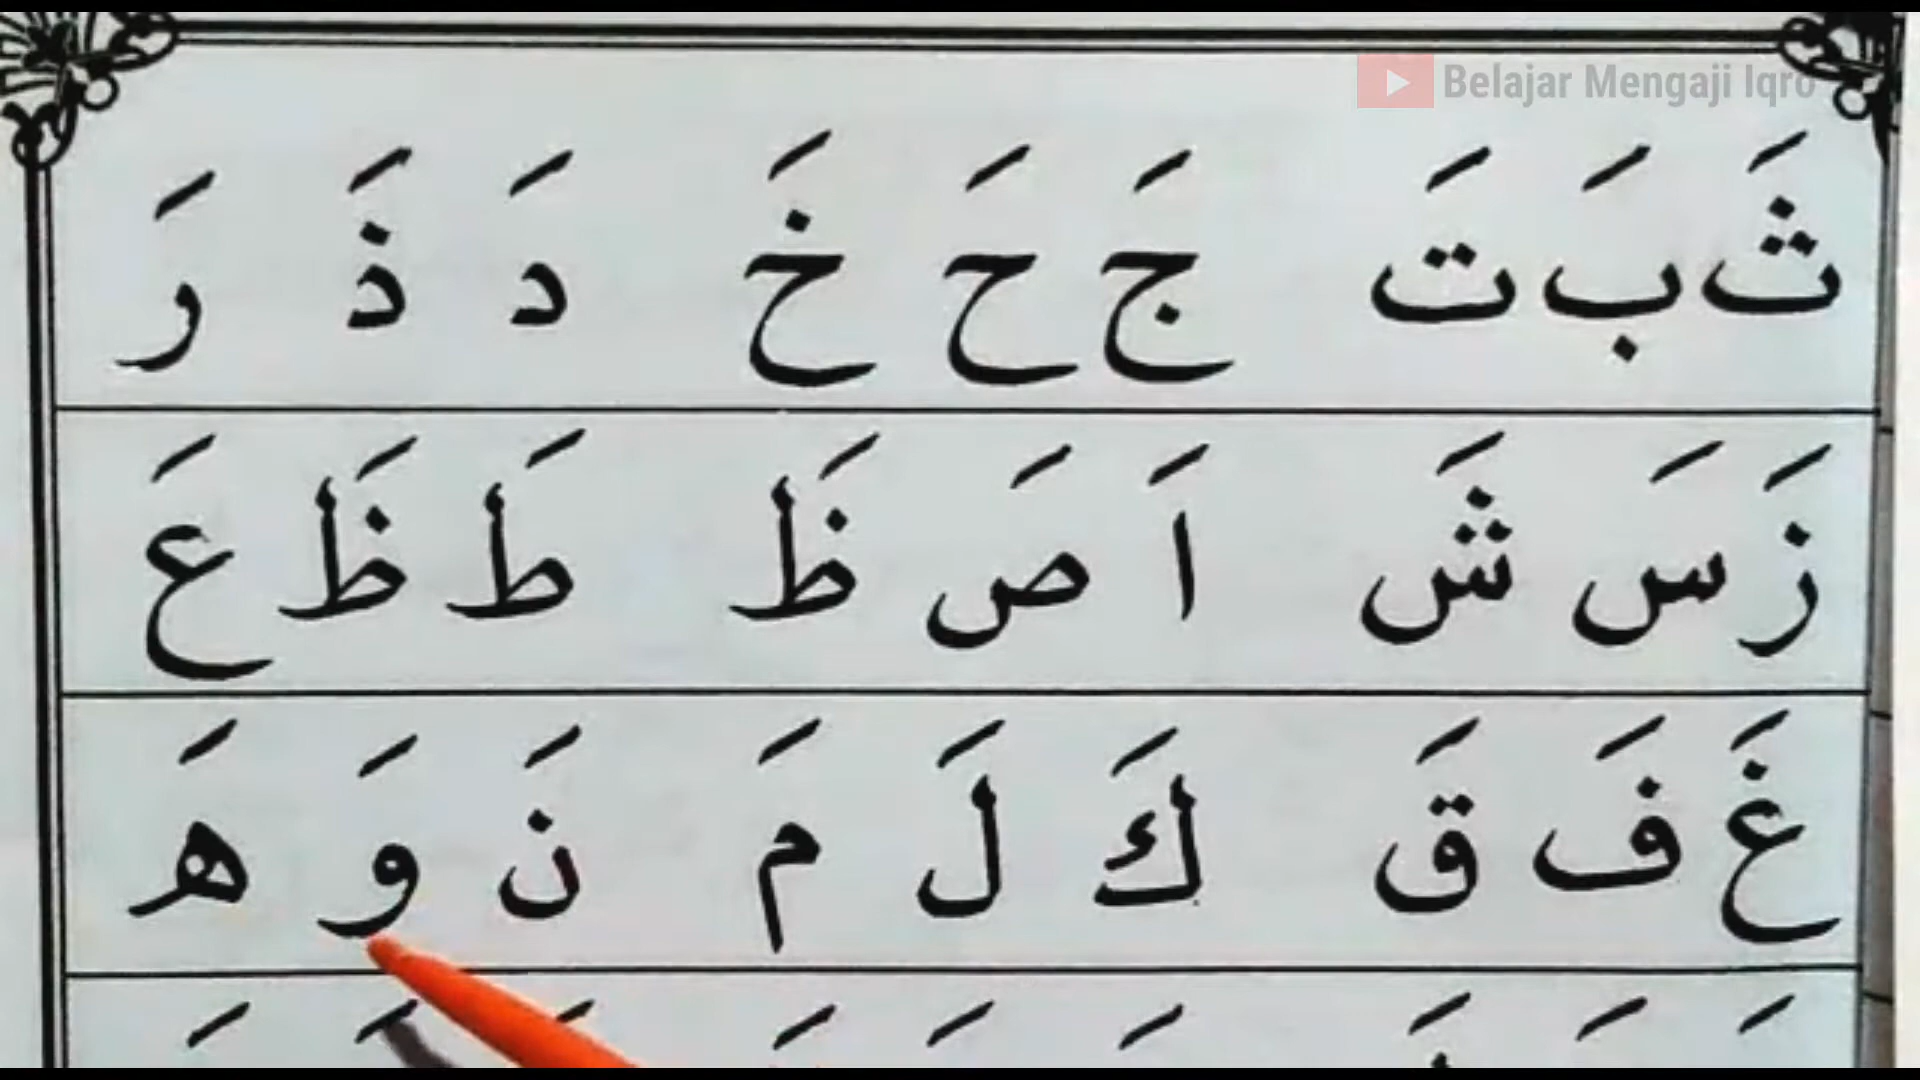 Belajar Mengaji Iqro
ثَ بَ تَ جَ حَ خَ دَ ذَ رَ
زَ سَ شَ اَ صَ ظَ طَ ظَ عَ
غَ فَ قَ كَ لَ مَ نَ وَ هَ